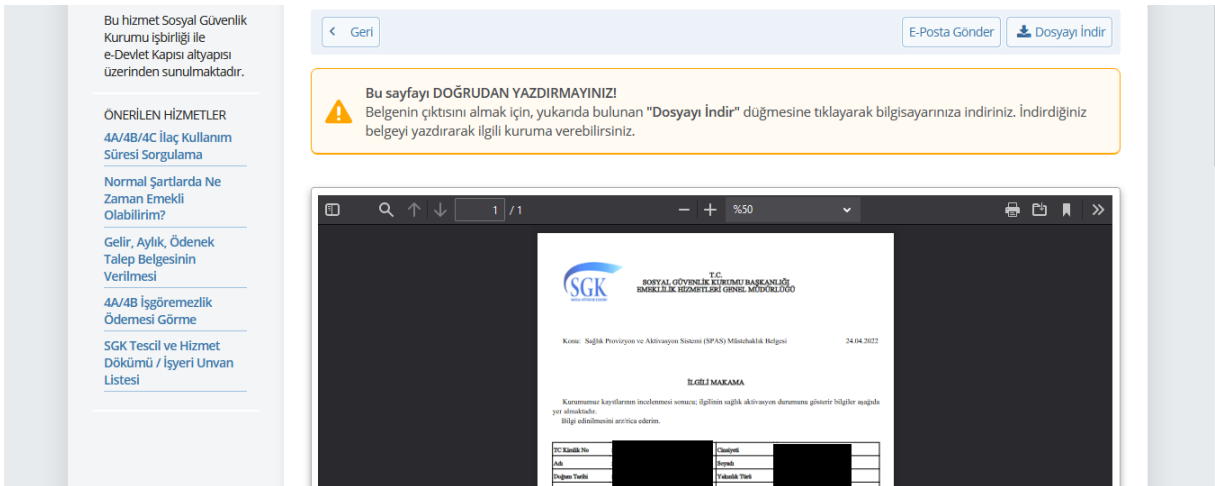 Bu hizmet Sosyal Güvenlik
Kurumu işbirliği ile
e-Devlet Kapısı altyapısı
üzerinden sunulmaktadır.
ÖNERİLEN HİZMETLER
4A/4B/4C İlaç Kullanım
Süresi Sorgulama
Normal Şartlarda Ne
Zaman Emekli
Olabilirim?
Gelir, Aylık, Ödenek
Talep Belgesinin
Verilmesi
4A/4B İşgöremezlik
Ödemesi Görme
SGK Tescil ve Hizmet
Dökümü / İşyeri Unvan
Listesi
Geri
E-Posta Gönder
Dosyayı İndir
Bu sayfayı DOĞRUDAN YAZDIRMAYINIZ!
Belgenin çıktısını almak için, yukarıda bulunan "Dosyayı İndir" düğmesine tıklayarak bilgisayarınıza indiriniz. İndirdiğiniz
belgeyi yazdırarak ilgili kuruma verebilirsiniz.
1 / 1
%50
SGK
T.C.
SOSYAL GÜVENLİK KURUMU BAŞKANLIĞI
EMEKLİLİK HİZMETLERİ GENEL MÜDÜRLÜĞÜ
Konu: Sağlık Provizyon ve Aktivasyon Sistemi (SPAS) Müstehaklık Belgesi 24.04.2022
İLGİLİ MAKAMA
Kurumumuz kayıtlarının incelenmesi sonucu; ilgilinin sağlık aktivasyon durumunu gösterir bilgiler aşağıda
yer almaktadır.
Bilgi edinilmesini arz/rica ederim.
TC Kimlik No Cinsiyeti
Adı Soyadı
Doğum Tarihi Yakınlık Türü